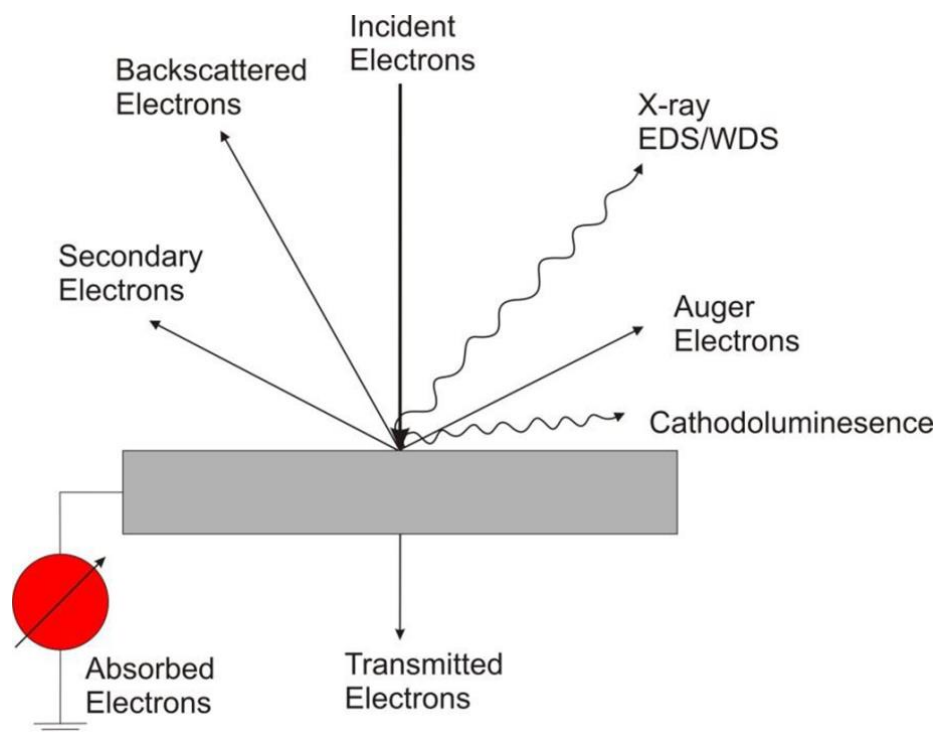 Incident
Electrons
Backscattered
Electrons
X-ray
EDS/WDS
Secondary
Electrons
Auger
Electrons
Cathodoluminesence
Absorbed
Electrons
Transmitted
Electrons